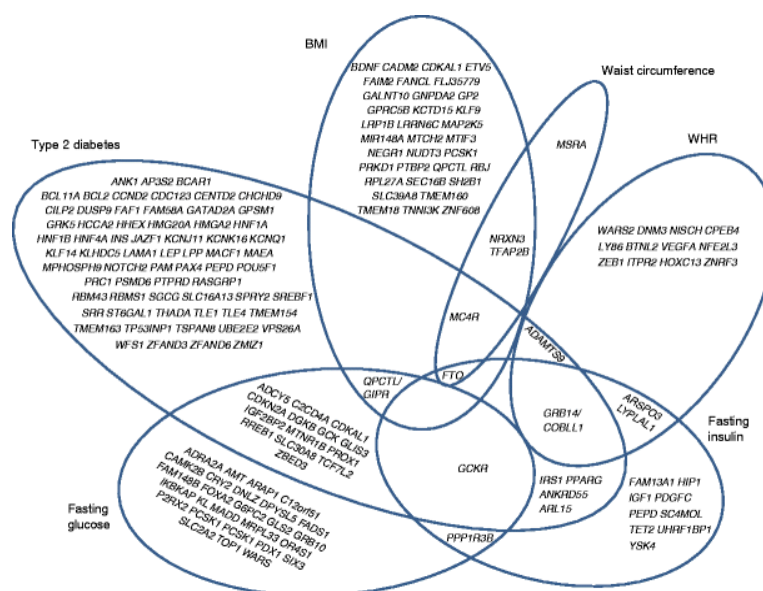 BMI
BDNF CADM2 CDKAL1 ETV5
FAIM2 FANCL FLJ35779
GALNT10 GNPDA2 GP2
GPRC5B KCTD15 KLF9
LRP1B LRRN6C MAP2K5
MIR148A MTCH2 MTIF3
NEGR1 NUDT3 PCSK1
PRKD1 PTBP2 QPCTL RBJ
RPL27A SEC16B SH2B1
SLC39A8 TMEM160
TMEM18 TNNI3K ZNF608
Waist circumference
MSRA
WHR
WARS2 DNM3 NISCH CPEB4
LY86 BTNL2 VEGFA NFE2L3
ZEB1 ITPR2 HOXC13 ZNRF3
Type 2 diabetes
ANK1 AP3S2 BCAR1
BCL11A BCL2 CCND2 CDC123 CENTD2 CHCHD9
CILP2 DUSP9 FAF1 FAM58A GATAD2A GPSM1
GRK5 HCCA2 HHEX HMG20A HMGA2 HNF1A
HNF1B HNF4A INS JAZF1 KCNJ11 KCNK16 KCNQ1
KLF14 KLHDC5 LAMA1 LEP LPP MACF1 MAEA
MPHOSPH9 NOTCH2 PAM PAX4 PEPD POU5F1
PRC1 PSMD6 PTPRD RASGRP1
RBM43 RBMS1 SGCG SLC16A13 SPRY2 SREBF1
SRR ST6GAL1 THADA TLE1 TLE4 TMEM154
TMEM163 TP53INP1 TSPAN8 UBE2E2 VPS26A
WFS1 ZFAND3 ZFAND6 ZMIZ1
NRXN3
TFAP2B
MC4R
ADAMTS9
FTO
QPCTL/
GIPR
ADCY5 C2CD4A CDKAL1
CDKN2A DGKB GCK GLIS3
IGF2BP2 MTNR1B PROX1
RREB1 SLC30A8 TCF7L2
ZBED3
GRB14/
COBLL1
ARSPO3
LYPLAL1
Fasting
insulin
GCKR
IRS1 PPARG
ANKRD55
ARL15
FAM13A1 HIP1
IGF1 PDGFC
PEPD SC4MOL
TET2 UHRF1BP1
YSK4
Fasting
glucose
ADRA2A AMT ARAP1 C12orf51
CAMK2B CRY2 DNLZ DPYSL5 FADS1
FAM148B FOXA2 G6PC2 GLS2 GRB10
IKBKAP KL MADD MRPL33 OR4S1
P2RX2 PCSK1 PCSK1 PDX1 SIX3
SLC2A2 TOP1 WARS
PPP1R3B